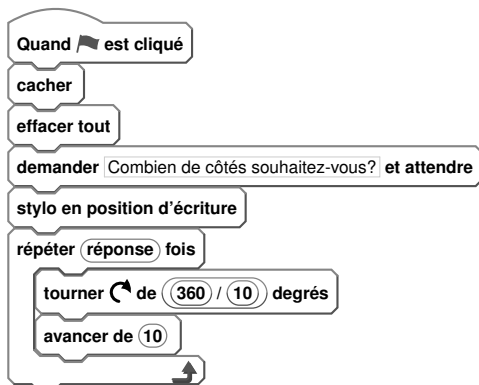 Quand est cliqué
cacher
effacer tout
demander Combien de côtés souhaitez-vous? et attendre
stylo en position d'écriture
répéter réponse fois
tourner de 360 / 10 degrés
avancer de 10